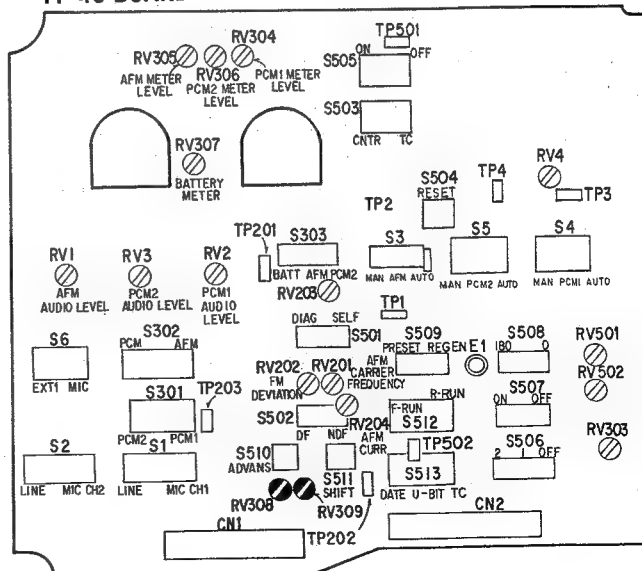 RV304
RV305
RV306
AFM METER LEVEL
PCM2 METER LEVEL
PCM1 METER LEVEL
TP501
ON OFF
S505
S503
CNTR TC
RV307
BATTERY METER
S504
RESET
TP4
RV4
TP3
TP2
TP201
S303
BATT AFM PCM2
S3
MAN AFM AUTO
S5
MAN PCM2 AUTO
S4
MAN PCM1 AUTO
RV1
AFM AUDIO LEVEL
RV3
PCM2 AUDIO LEVEL
RV2
PCM1 AUDIO LEVEL
RV203
TP1
DIAG SELF
S501
S6
EXT1 MIC
S302
PCM AFM
S509
PRESET REGEN
E1
S508
180 0
RV501
RV502
RV202
FM DEVIATION
RV201
AFM CARRIER FREQUENCY
S301
PCM2 PCM1
TP203
S502
DF NDF
RV204
AFM CURR
R-RUN
F-RUN
S512
S507
ON OFF
RV303
S2
LINE MIC CH2
S1
LINE MIC CH1
S510
ADVANS
S511
SHIFT
TP502
S513
DATE U-BIT TC
S506
2 1 OFF
RV308
RV309
TP202
CN1
CN2